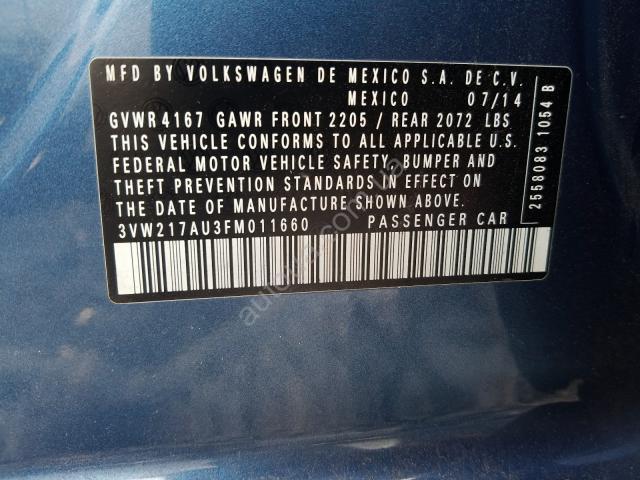 MFD BY VOLKSWAGEN DE MEXICO S.A. DE C.V.
MEXICO 07/14
GVWR 4167 GAWR FRONT 2205 / REAR 2072 LBS
THIS VEHICLE CONFORMS TO ALL APPLICABLE U.S.
FEDERAL MOTOR VEHICLE SAFETY, BUMPER AND
THEFT PREVENTION STANDARDS IN EFFECT ON
THE DATE OF MANUFACTURE SHOWN ABOVE.
3VW217AU3FM011660 PASSENGER CAR
2558083 1054 B